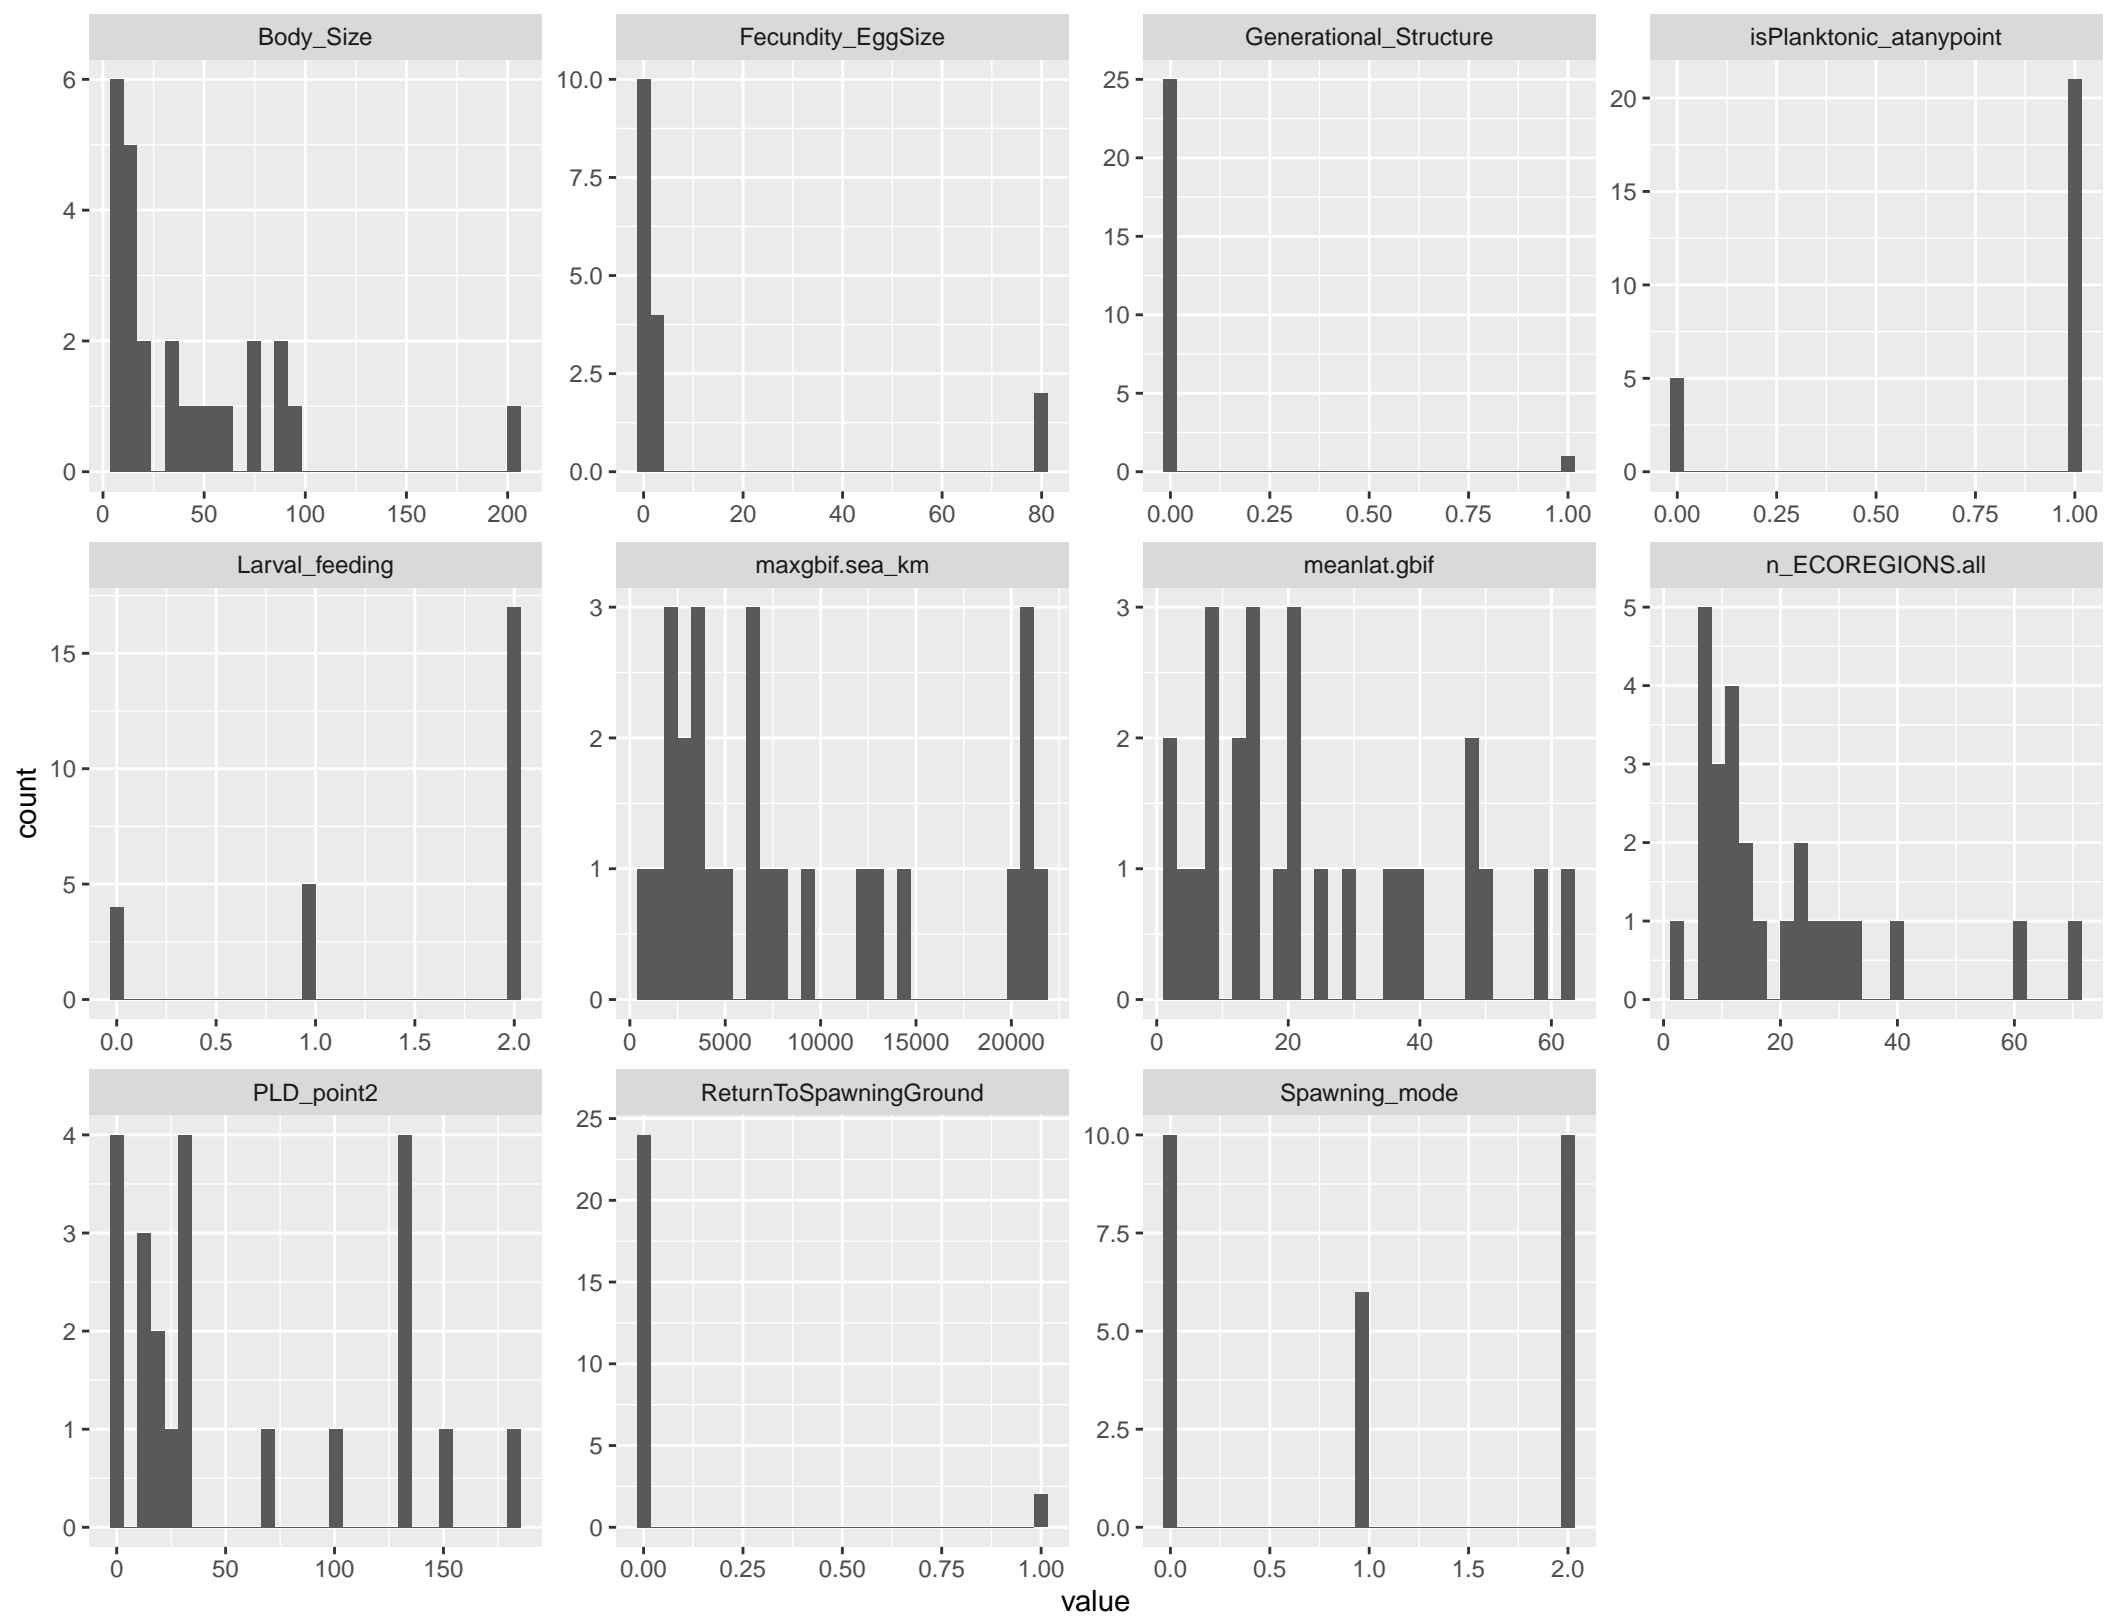 Body_Size Fecundity_EggSize Generational_Structure isPlanktonic_atanypoint
6 10.0 25 20
4 7.5 20 15
2 5.0 15 10
0 2.5 10 5
0.0 5 0
0
0 50 100 150 200 0 20 40 60 80 0.00 0.25 0.50 0.75 1.00 0.00 0.25 0.50 0.75 1.00
Larval_feeding maxgbif.sea_km meanlat.gbif n_ECOREGIONS.all
15 3 3 5
10 2 2 4
5 1 1 3
0 0 0 2
1
0
0.0 0.5 1.0 1.5 2.0 0 5000 10000 15000 20000 0 20 40 60 0 20 40 60
count
PLD_point2 ReturnToSpawningGround Spawning_mode
4 25 10.0
3 20 7.5
2 15 5.0
1 10 2.5
0 5 0.0
0
0 50 100 150 0.00 0.25 0.50 0.75 1.00 0.0 0.5 1.0 1.5 2.0
value